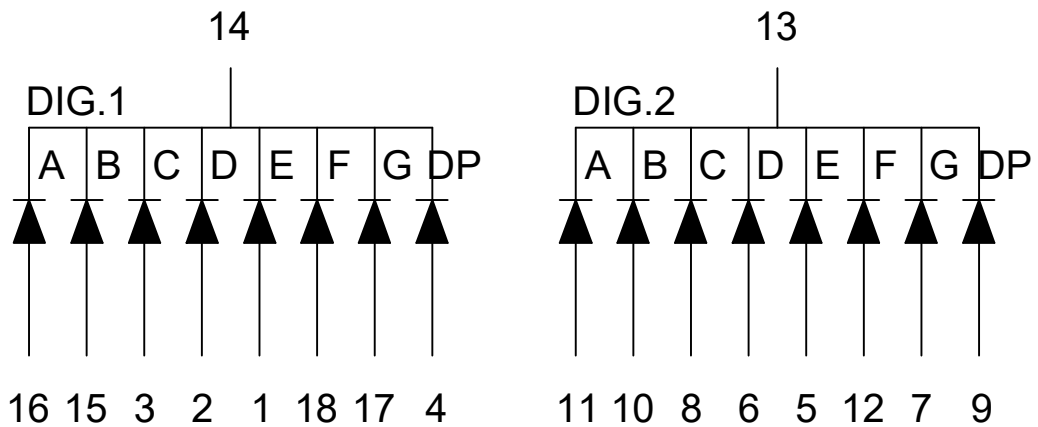 14 13
DIG.1 DIG.2
A B C D E F G DP A B C D E F G DP
16 15 3 2 1 18 17 4 11 10 8 6 5 12 7 9